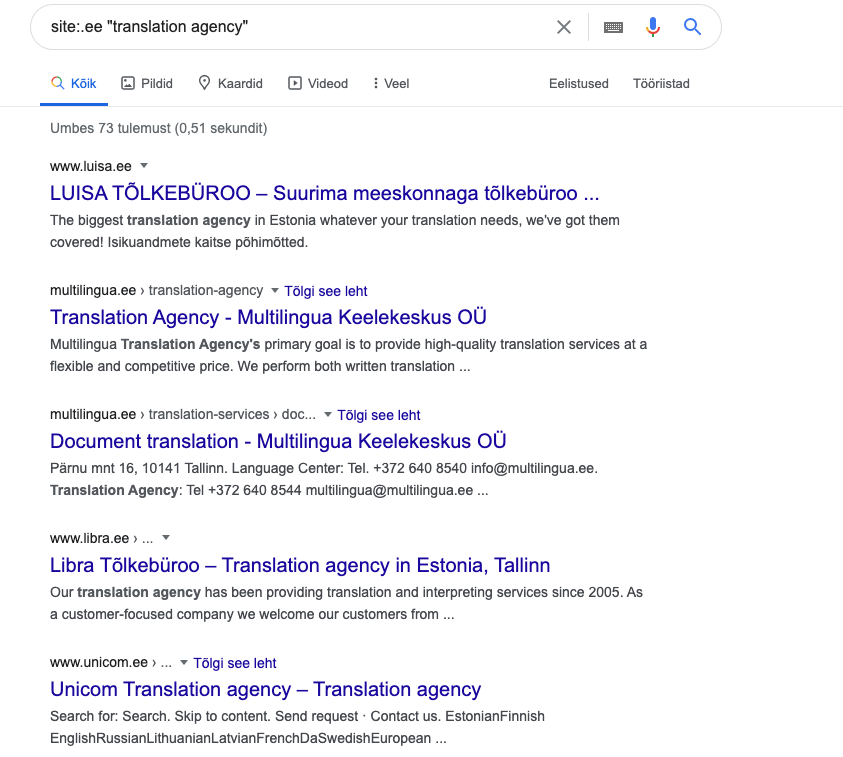 site:.ee "translation agency"
Kõik Pildid Kaardid Videod Veel Eelistused Tööriistad
Umbes 73 tulemust (0,51 sekundit)
www.luisa.ee
LUISA TÕLKEBÜROO – Suurima meeskonnaga tõlkebüroo ...
The biggest translation agency in Estonia whatever your translation needs, we've got them
covered! Isikuandmete kaitse põhimõtted.
multilingua.ee › translation-agency Tõlgi see leht
Translation Agency - Multilingua Keelekeskus OÜ
Multilingua Translation Agency's primary goal is to provide high-quality translation services at a
flexible and competitive price. We perform both written translation ...
multilingua.ee › translation-services › doc... Tõlgi see leht
Document translation - Multilingua Keelekeskus OÜ
Pärnu mnt 16, 10141 Tallinn. Language Center: Tel. +372 640 8540 info@multilingua.ee.
Translation Agency: Tel +372 640 8544 multilingua@multilingua.ee ...
www.libra.ee › ...
Libra Tõlkebüroo – Translation agency in Estonia, Tallinn
Our translation agency has been providing translation and interpreting services since 2005. As
a customer-focused company we welcome our customers from ...
www.unicom.ee › ... Tõlgi see leht
Unicom Translation agency – Translation agency
Search for: Search. Skip to content. Send request · Contact us. EstonianFinnish
EnglishRussianLithuanianLatvianFrenchDaSwedishEuropean ...